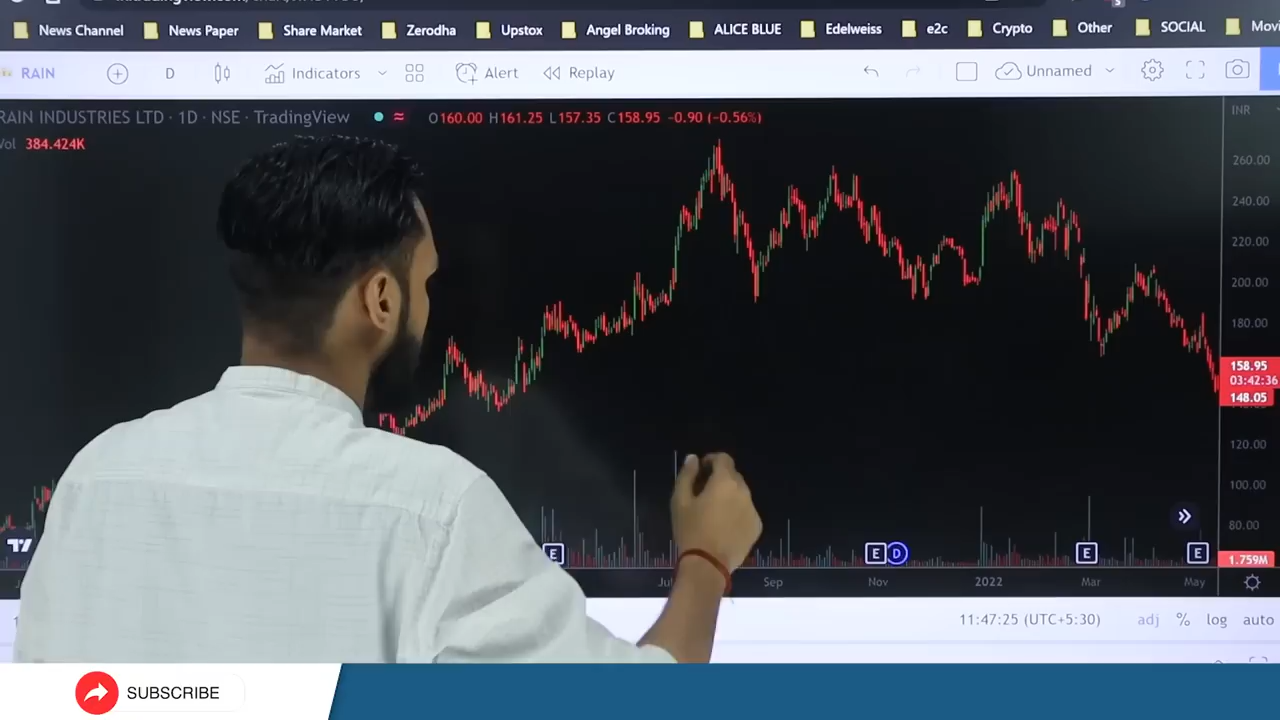 News Channel News Paper Share Market Zerodha Upstox Angel Broking ALICE BLUE Edelweiss e2c Crypto Other SOCIAL
RAIN D Indicators Alert Replay Unnamed
RAIN INDUSTRIES LTD · 1D · NSE · TradingView O160.00 H161.25 L157.35 C158.95 -0.90 (-0.56%) INR
Vol 384.424K
260.00
240.00
220.00
200.00
180.00
158.95
03:42:36
148.05
120.00
100.00
80.00
E E D E E
1.759M
Sep Nov 2022 Mar May
11:47:25 (UTC+5:30) adj % log auto
SUBSCRIBE